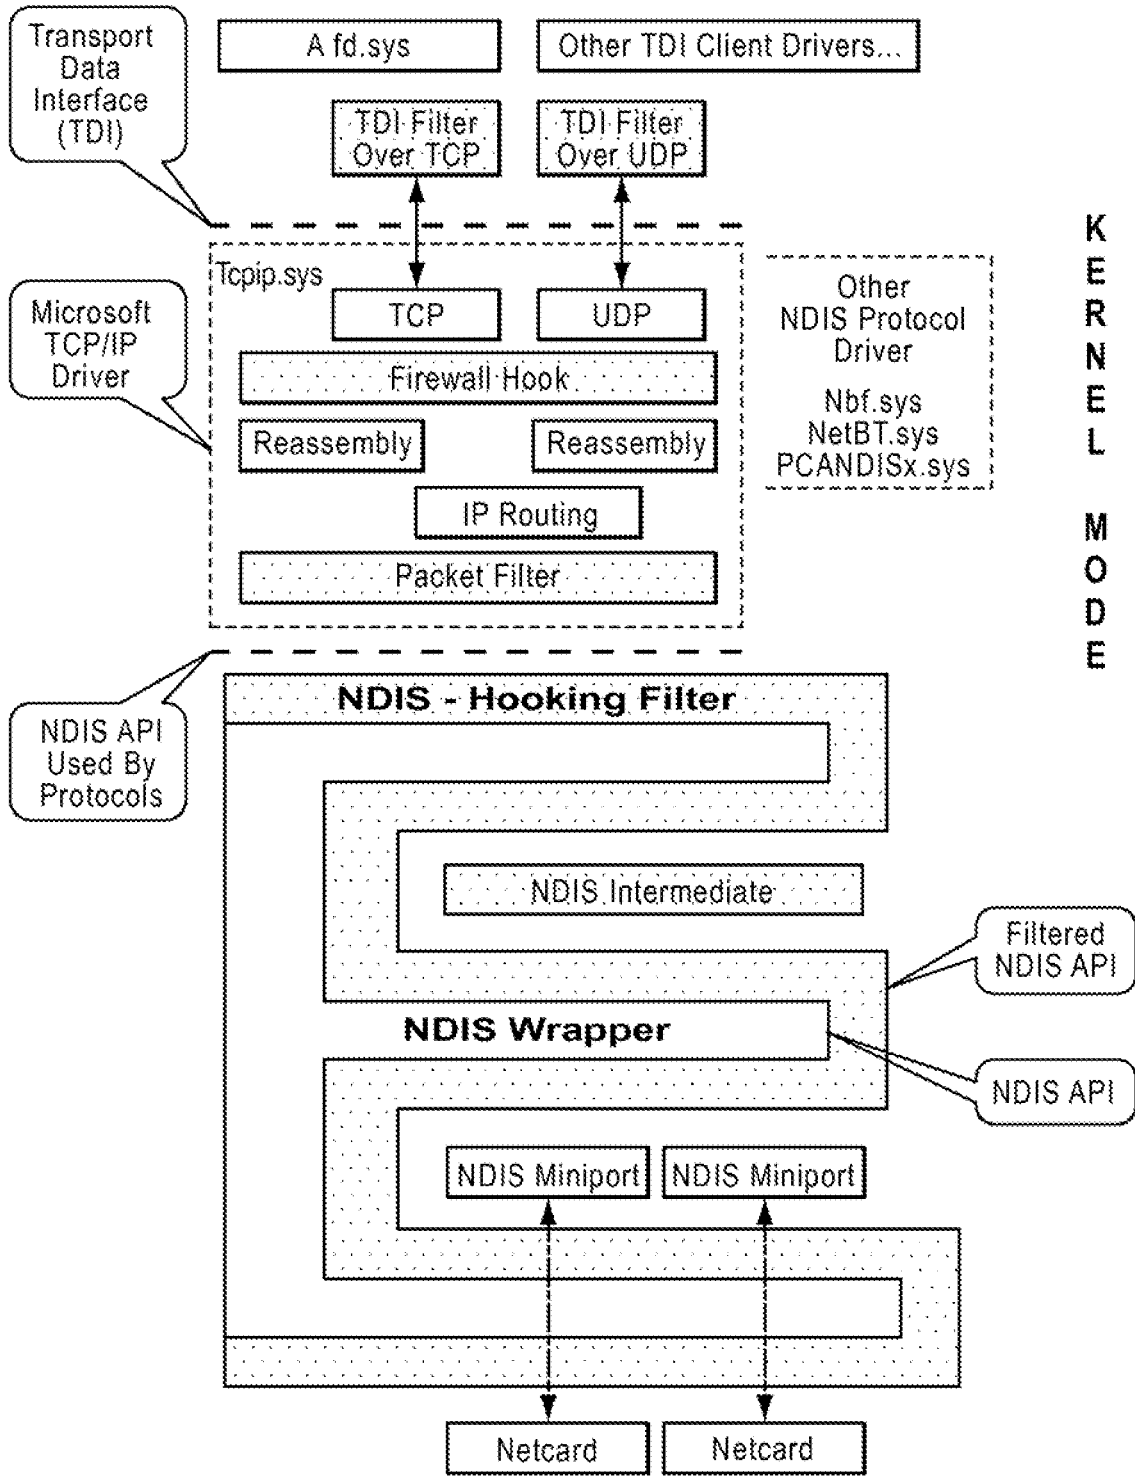 Transport
Data
Interface
(TDI)
A fd.sys
Other TDI Client Drivers...
TDI Filter
Over TCP
TDI Filter
Over UDP
Tcpip.sys
TCP
UDP
Microsoft
TCP/IP
Driver
Firewall Hook
Reassembly
Reassembly
IP Routing
Packet Filter
Other
NDIS Protocol
Driver
Nbf.sys
NetBT.sys
PCANDISx.sys
KERNEL MODE
NDIS API
Used By
Protocols
NDIS - Hooking Filter
NDIS Intermediate
Filtered
NDIS API
NDIS Wrapper
NDIS API
NDIS Miniport
NDIS Miniport
Netcard
Netcard